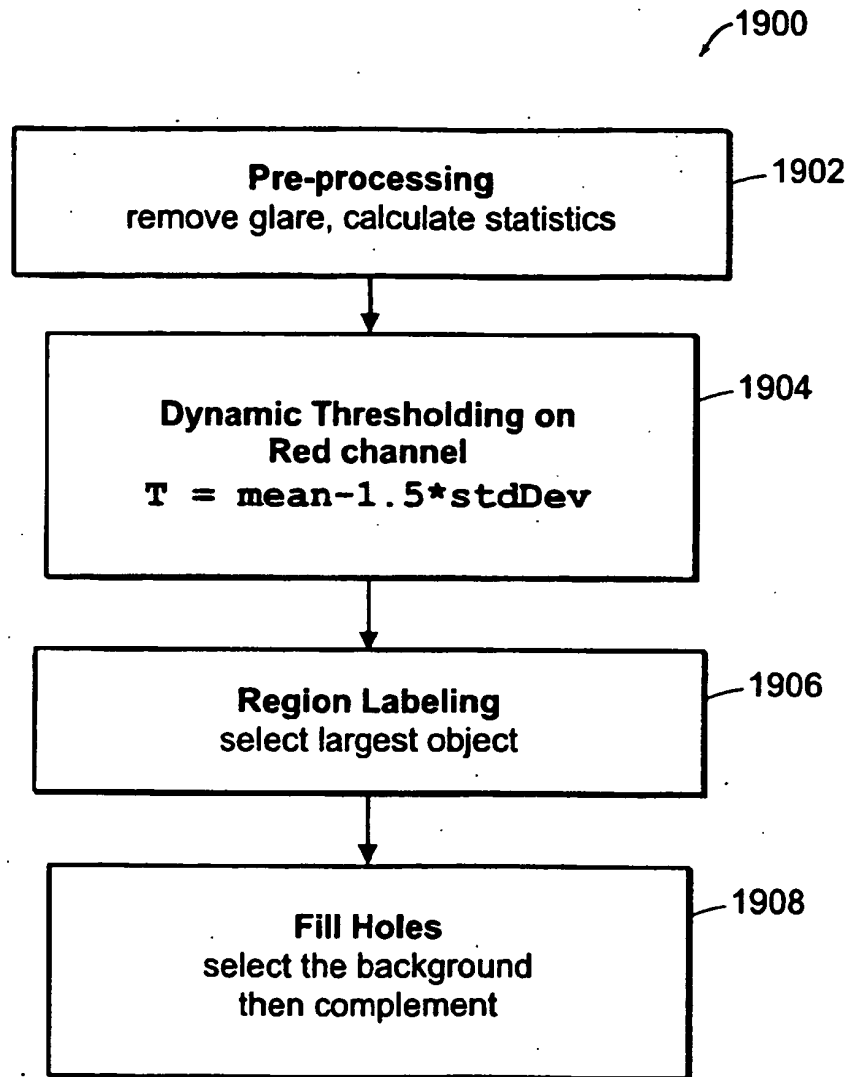 1900
Pre-processing
remove glare, calculate statistics
1902
Dynamic Thresholding on
Red channel
T = mean-1.5*stdDev
1904
Region Labeling
select largest object
1906
Fill Holes
select the background
then complement
1908